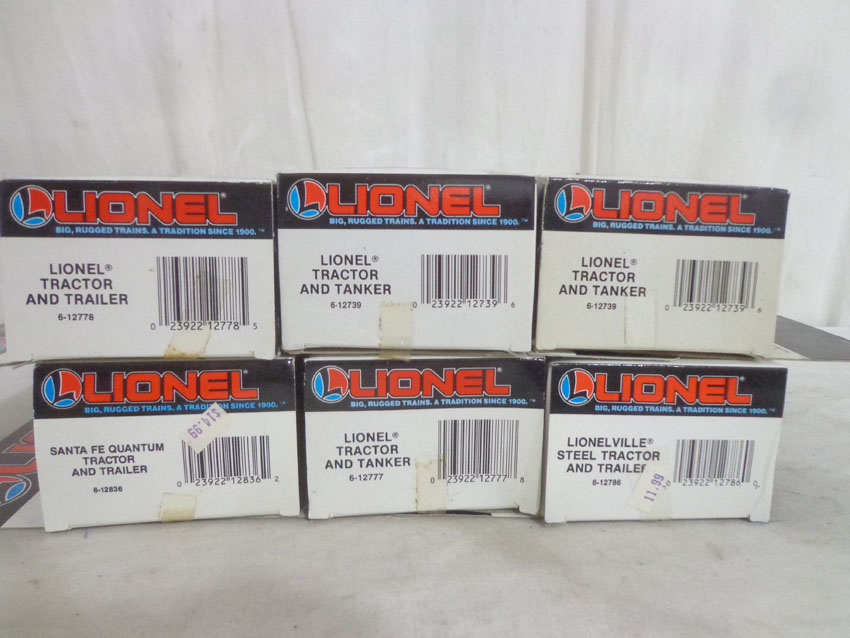 LIONEL®
BIG, RUGGED TRAINS. A TRADITION SINCE 1900.™
LIONEL®
TRACTOR
AND TRAILER
6-12778
0 23922 12778 5
LIONEL®
BIG, RUGGED TRAINS. A TRADITION SINCE 1900.™
LIONEL®
TRACTOR
AND TANKER
6-12739
0 23922 12739 6
LIONEL®
BIG, RUGGED TRAINS. A TRADITION SINCE 1900.™
LIONEL®
TRACTOR
AND TANKER
6-12739
0 23922 12739 6
LIONEL®
BIG, RUGGED TRAINS. A TRADITION SINCE 1900.™
$14.99
SANTA FE QUANTUM
TRACTOR
AND TRAILER
6-12836
0 23922 12836 2
LIONEL®
BIG, RUGGED TRAINS. A TRADITION SINCE 1900.™
LIONEL®
TRACTOR
AND TANKER
6-12777
0 23922 12777 8
LIONEL®
BIG, RUGGED TRAINS. A TRADITION SINCE 1900.™
LIONELVILLE®
STEEL TRACTOR
AND TRAILER
6-12786
11.99
23922 12786